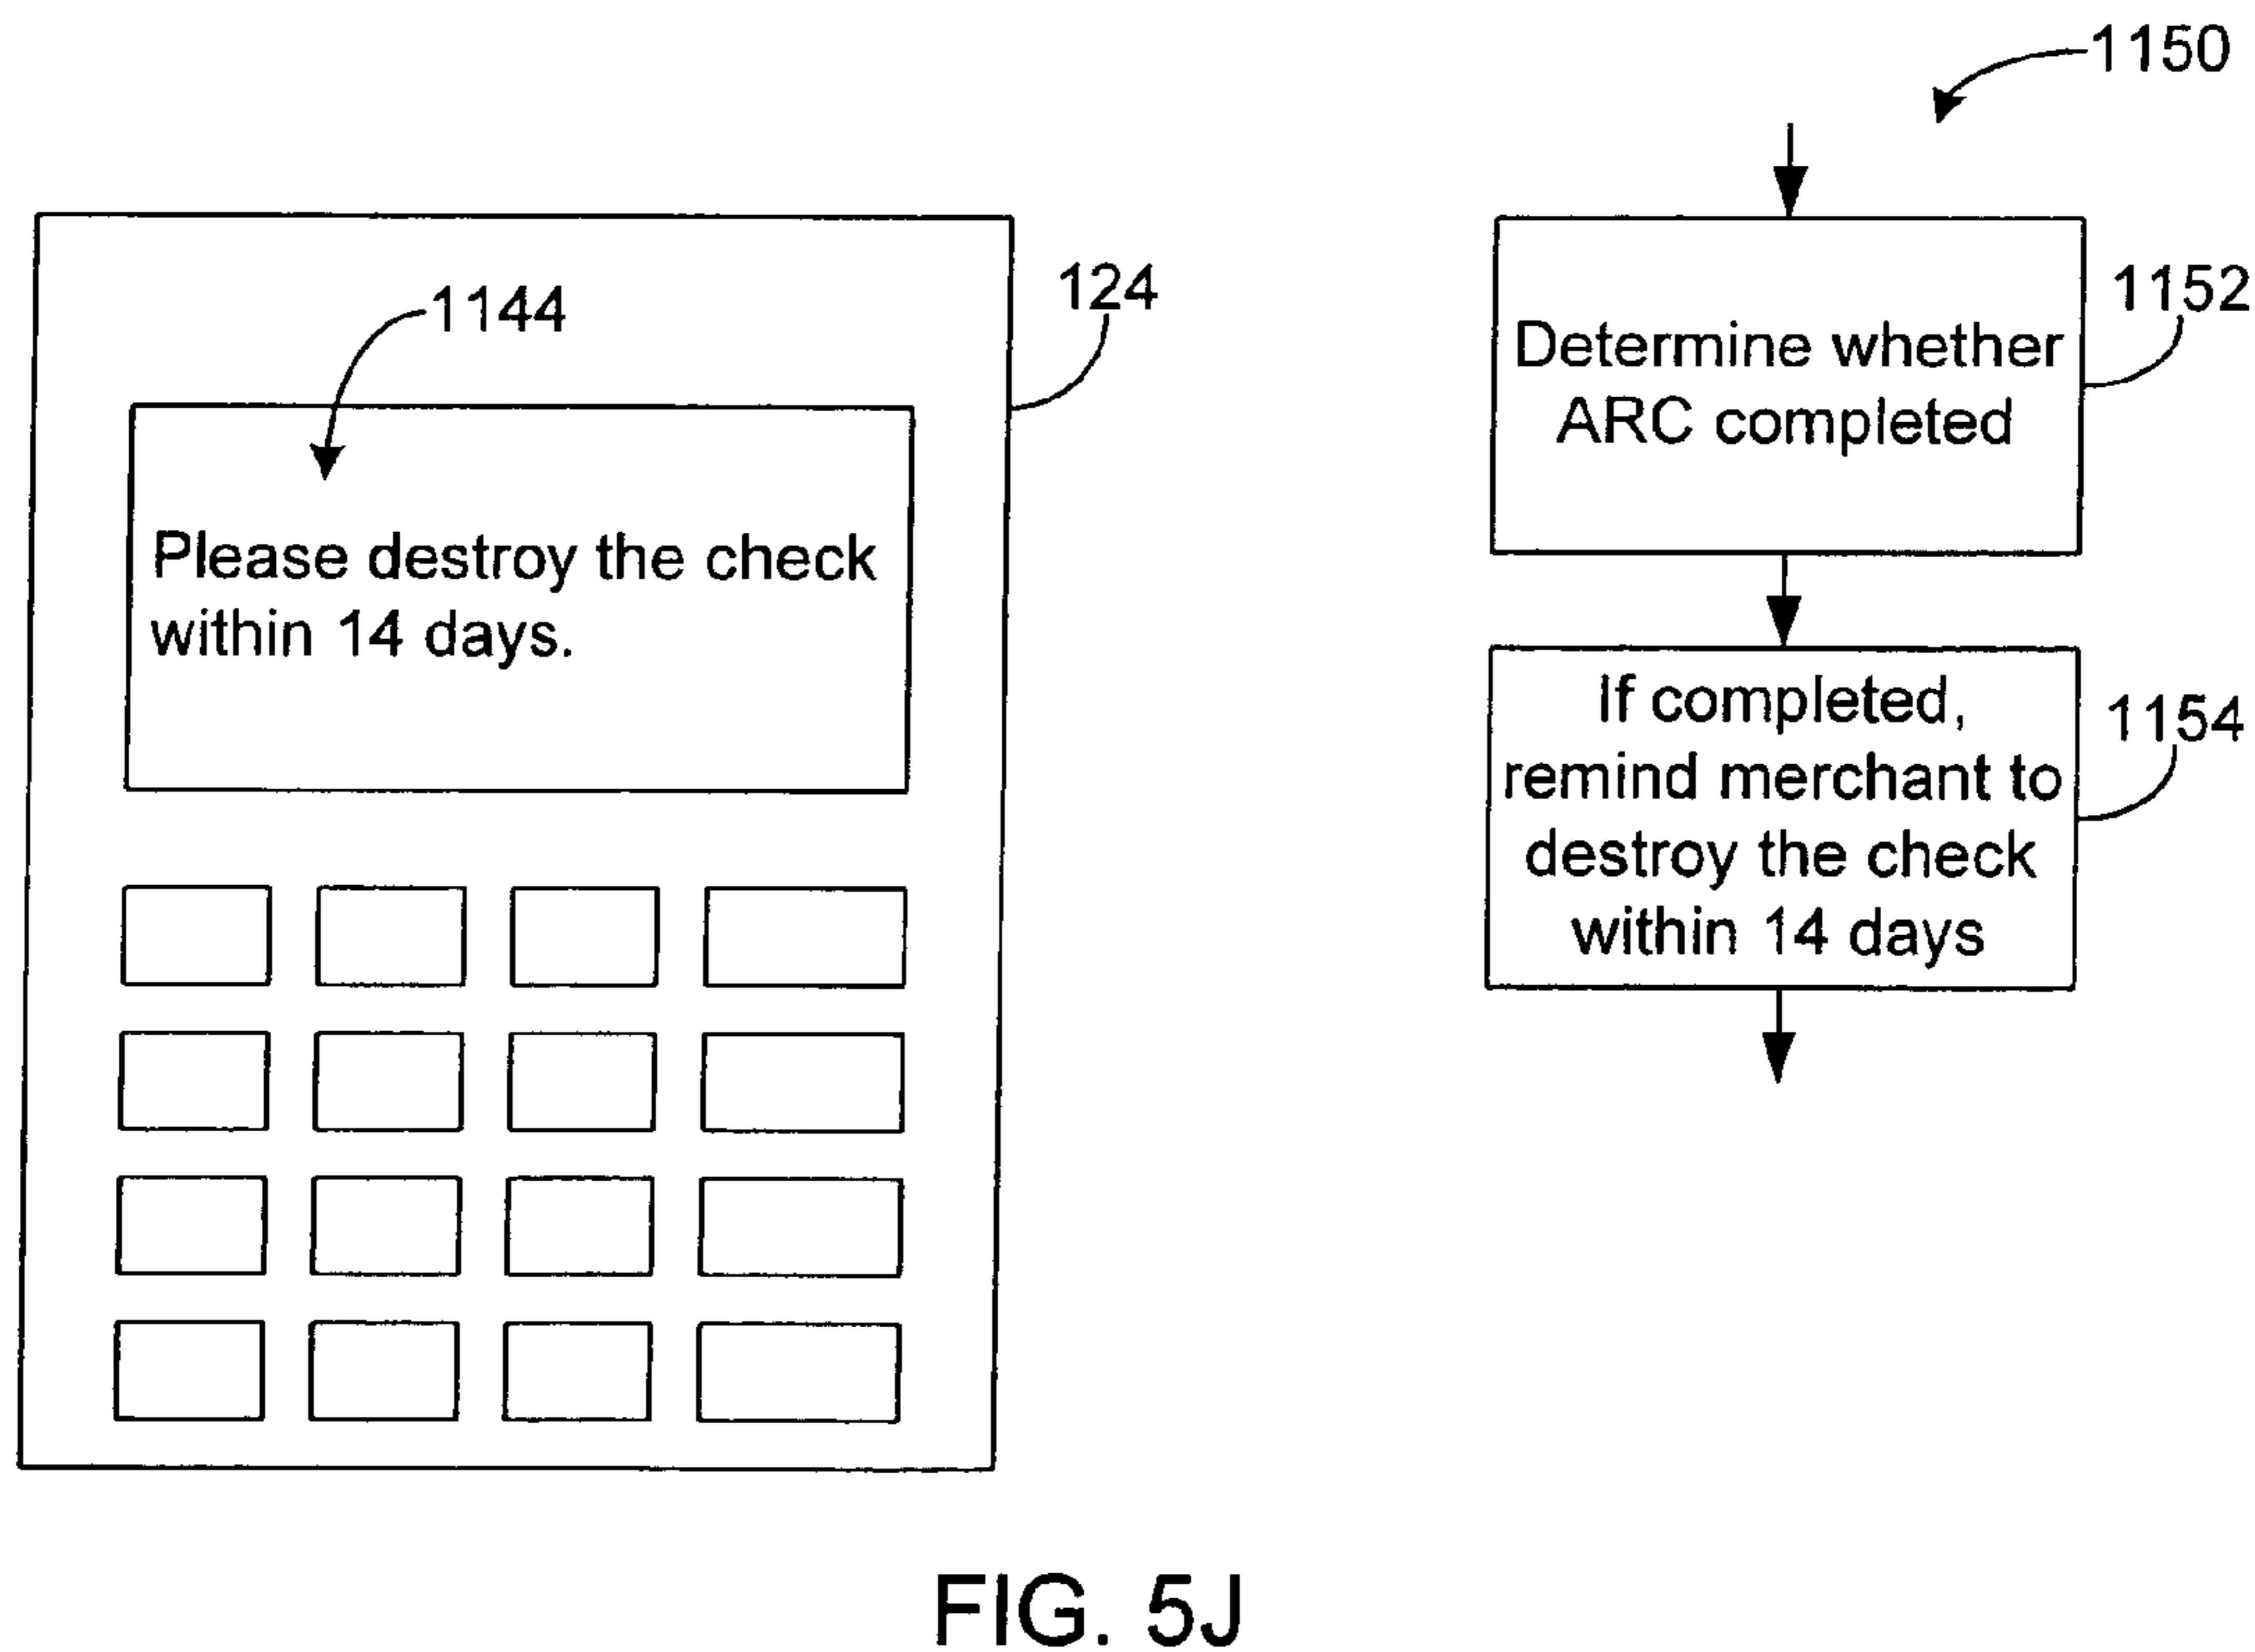 1150
124
1144
Please destroy the check
within 14 days.
1152
Determine whether
ARC completed
1154
If completed,
remind merchant to
destroy the check
within 14 days
FIG. 5J